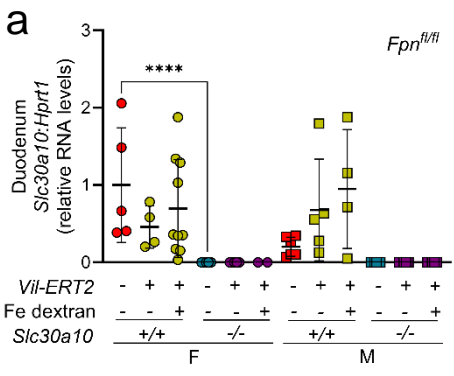 a
Fpn^fl/fl
Duodenum
Slc30a10:Hprt1
(relative RNA levels)
3
2
1
0
****
Vil-ERT2 - + + - + + - + + - + +
Fe dextran - - + - - + - - + - - +
Slc30a10 +/+ -/- +/+ -/-
F M